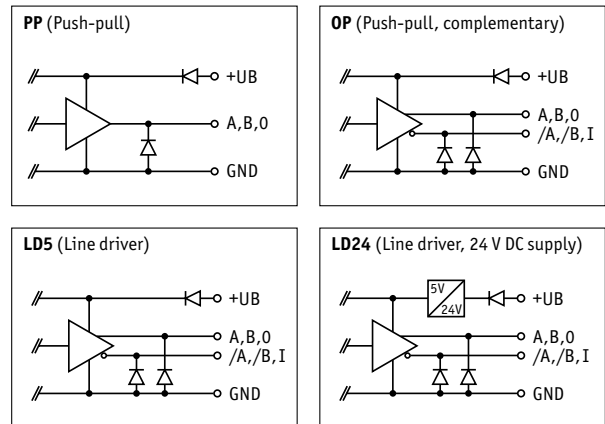 PP (Push-pull)
+UB
A,B,0
GND
OP (Push-pull, complementary)
+UB
A,B,0
/A,/B,I
GND
LD5 (Line driver)
+UB
A,B,0
/A,/B,I
GND
LD24 (Line driver, 24 V DC supply)
5V
24V
+UB
A,B,0
/A,/B,I
GND